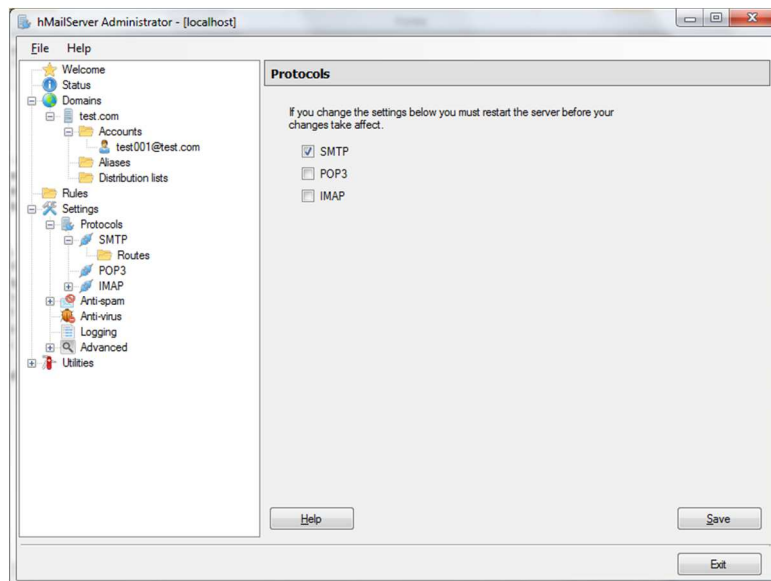 hMailServer Administrator - [localhost]
File Help
Welcome
Status
Domains
test.com
Accounts
test001@test.com
Aliases
Distribution lists
Rules
Settings
Protocols
SMTP
Routes
POP3
IMAP
Anti-spam
Anti-virus
Logging
Advanced
Utilities
Protocols
If you change the settings below you must restart the server before your
changes take affect.
SMTP
POP3
IMAP
Help
Save
Exit